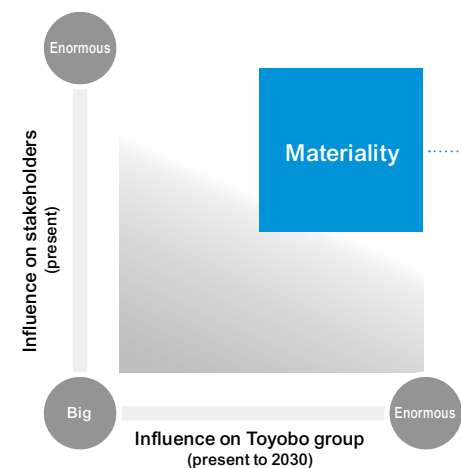 Enormous
Materiality
Influence on stakeholders
(present)
Big
Enormous
Influence on Toyobo group
(present to 2030)